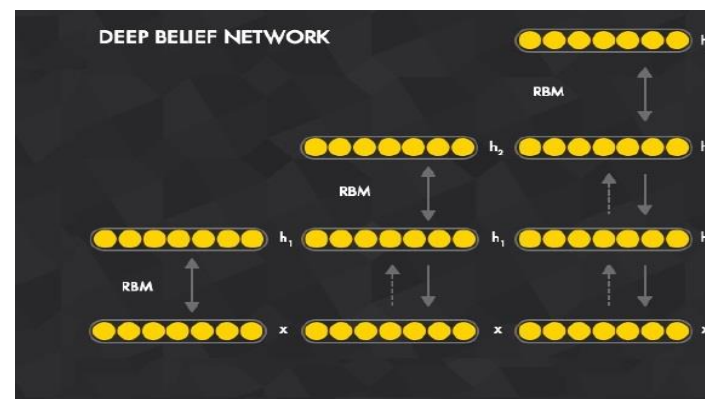 DEEP BELIEF NETWORK
RBM
h₂
RBM
h₁ h₁
RBM
x x